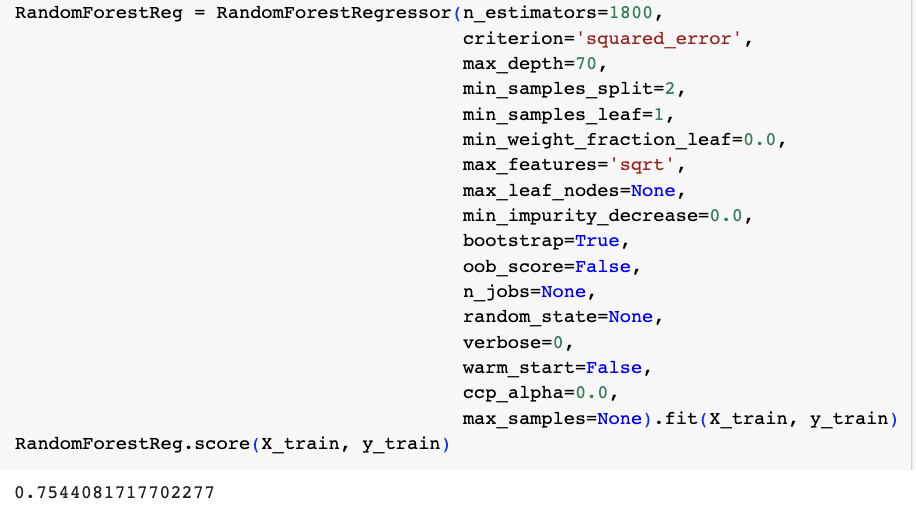 RandomForestReg = RandomForestRegressor(n_estimators=1800,
criterion='squared_error',
max_depth=70,
min_samples_split=2,
min_samples_leaf=1,
min_weight_fraction_leaf=0.0,
max_features='sqrt',
max_leaf_nodes=None,
min_impurity_decrease=0.0,
bootstrap=True,
oob_score=False,
n_jobs=None,
random_state=None,
verbose=0,
warm_start=False,
ccp_alpha=0.0,
max_samples=None).fit(X_train, y_train)
RandomForestReg.score(X_train, y_train)
0.7544081717702277